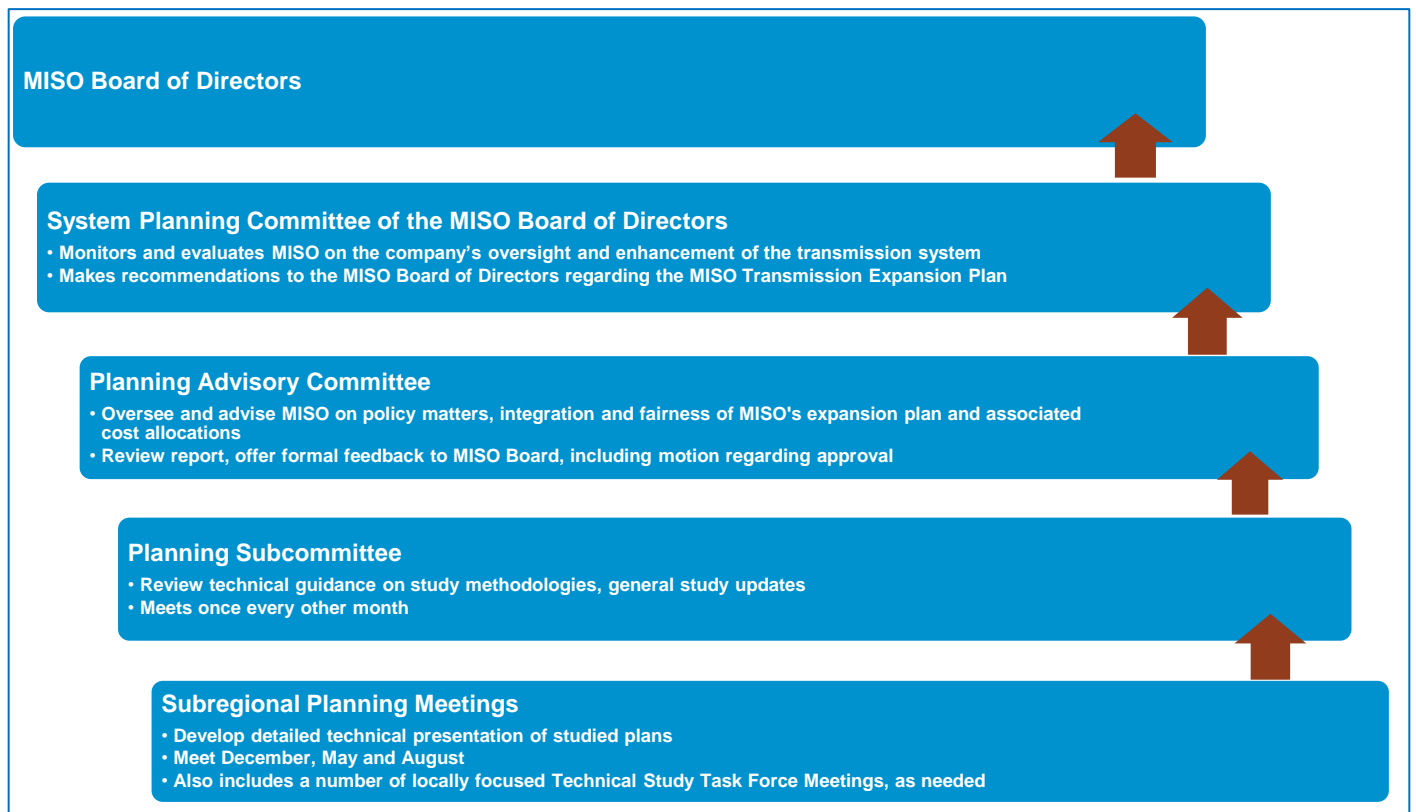 MISO Board of Directors
System Planning Committee of the MISO Board of Directors
• Monitors and evaluates MISO on the company’s oversight and enhancement of the transmission system
• Makes recommendations to the MISO Board of Directors regarding the MISO Transmission Expansion Plan
Planning Advisory Committee
• Oversee and advise MISO on policy matters, integration and fairness of MISO's expansion plan and associated
cost allocations
• Review report, offer formal feedback to MISO Board, including motion regarding approval
Planning Subcommittee
• Review technical guidance on study methodologies, general study updates
• Meets once every other month
Subregional Planning Meetings
• Develop detailed technical presentation of studied plans
• Meet December, May and August
• Also includes a number of locally focused Technical Study Task Force Meetings, as needed